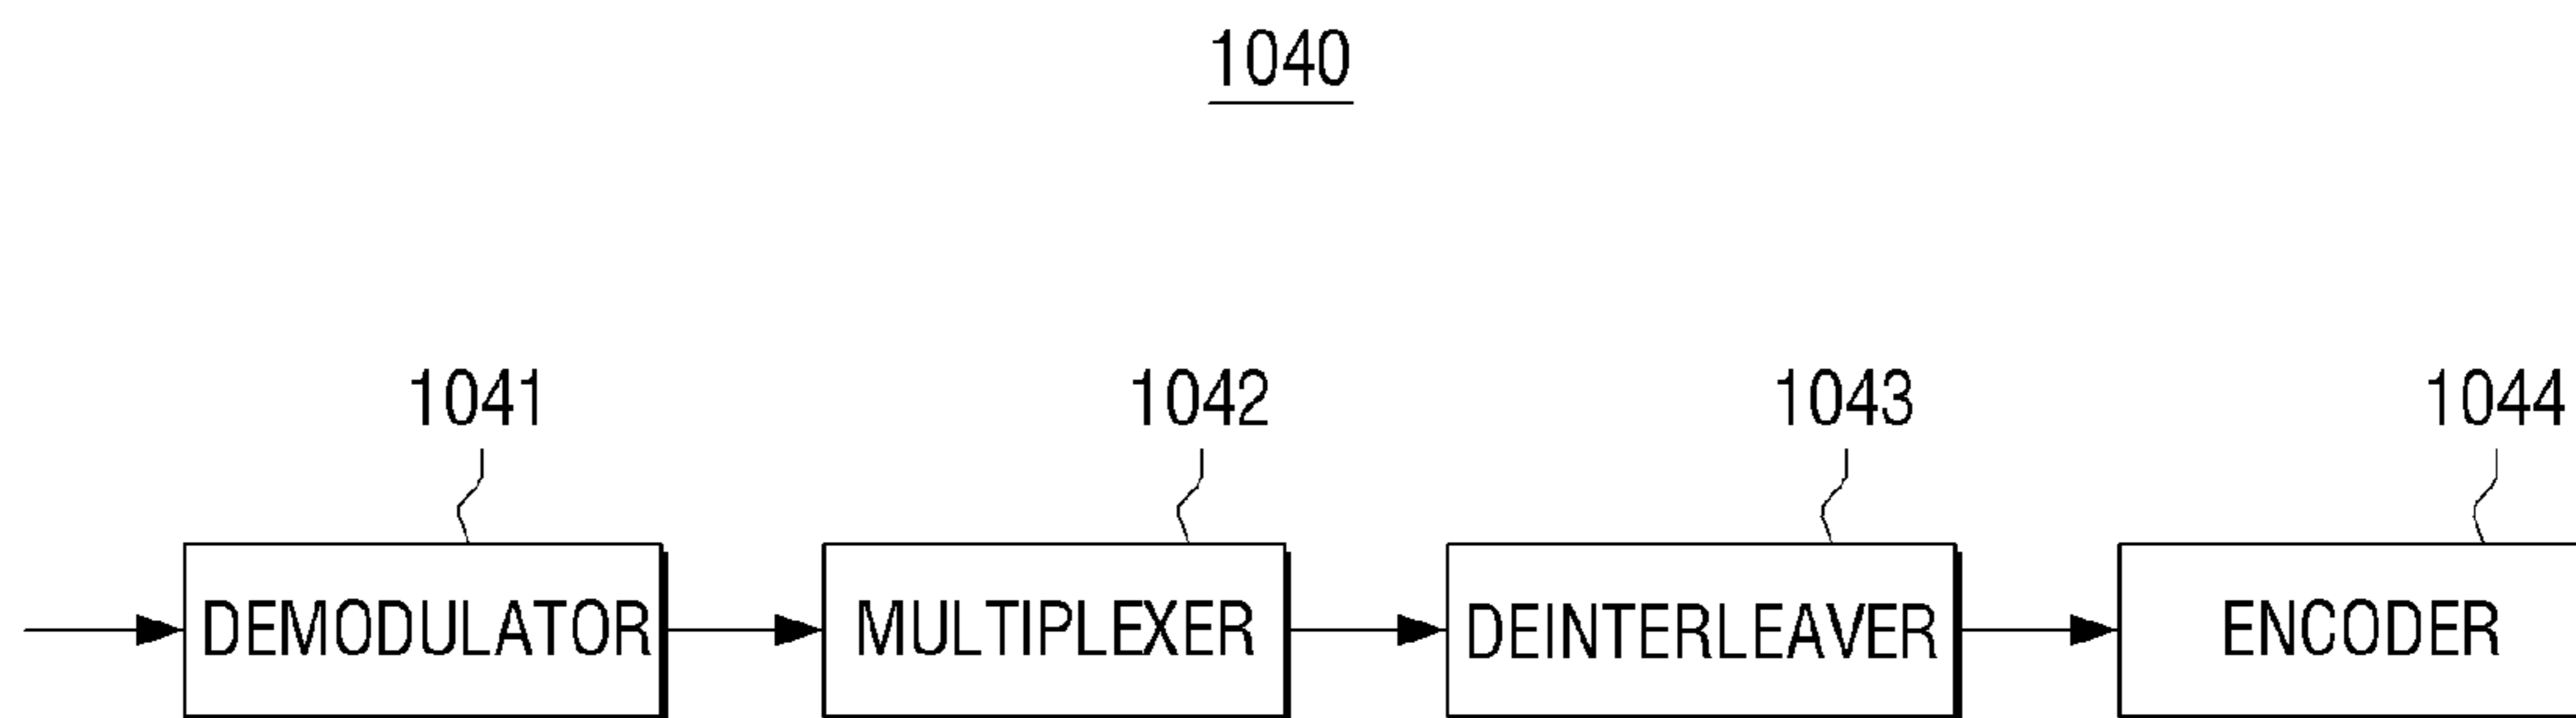 1040
1041 1042 1043 1044
DEMODULATOR MULTIPLEXER DEINTERLEAVER ENCODER